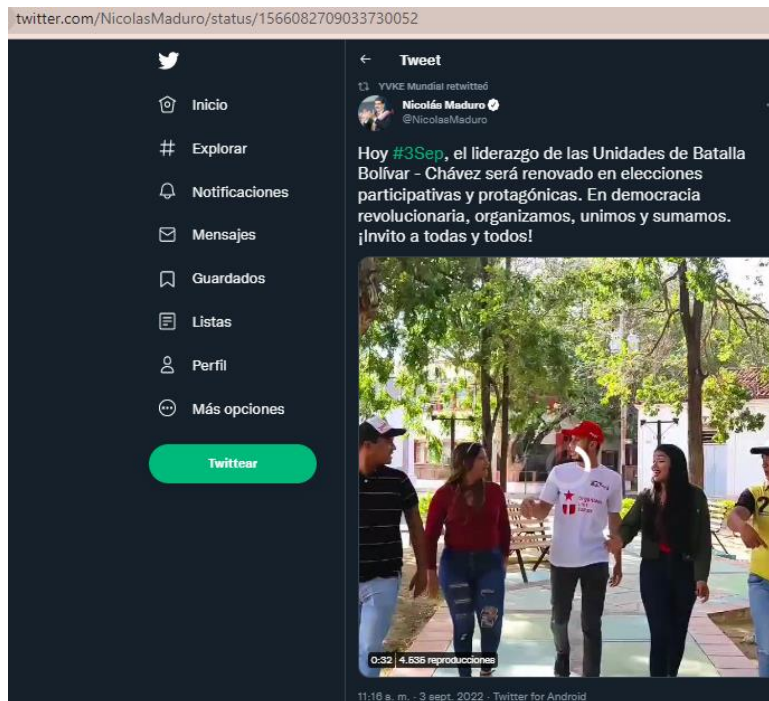 twitter.com/NicolasMaduro/status/1566082709033730052
Inicio
Explorar
Notificaciones
Mensajes
Guardados
Listas
Perfil
Más opciones
Twittear
Tweet
YVKE Mundial retwitteó
Nicolás Maduro
@NicolasMaduro
Hoy #3Sep, el liderazgo de las Unidades de Batalla
Bolívar - Chávez será renovado en elecciones
participativas y protagónicas. En democracia
revolucionaria, organizamos, unimos y sumamos.
¡Invito a todas y todos!
0:32 4.535 reproducciones
11:16 a. m. · 3 sept. 2022 · Twitter for Android